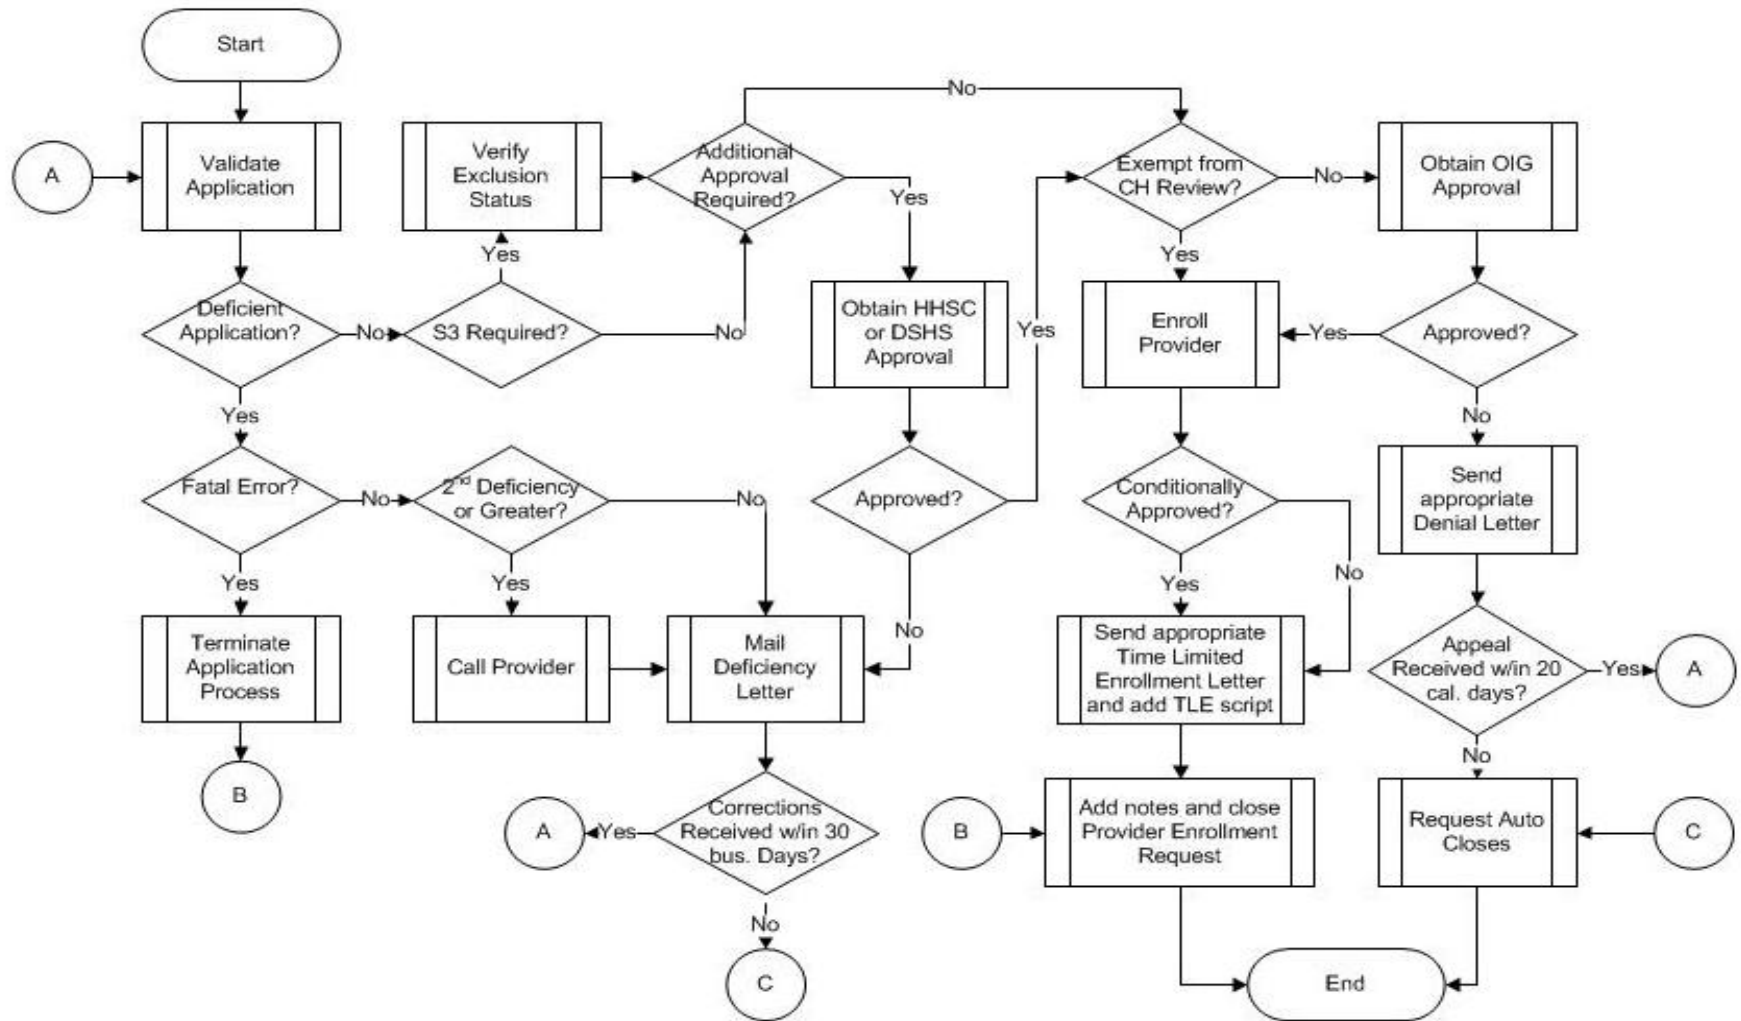 Start
A
Validate
Application
Verify
Exclusion
Status
Additional
Approval
Required?
No
Exempt from
CH Review?
No
Obtain OIG
Approval
Yes
Yes
Yes
Deficient
Application?
No
S3 Required?
No
Obtain HHSC
or DSHS
Approval
Yes
Enroll
Provider
Yes
Approved?
Yes
No
Fatal Error?
No
2nd Deficiency
or Greater?
No
Approved?
Conditionally
Approved?
Send
appropriate
Denial Letter
Yes
Yes
Yes
No
No
Terminate
Application
Process
Call Provider
Mail
Deficiency
Letter
Send appropriate
Time Limited
Enrollment Letter
and add TLE script
Appeal
Received w/in 20
cal. days?
Yes
A
No
B
A
Yes
Corrections
Received w/in 30
bus. Days?
B
Add notes and close
Provider Enrollment
Request
Request Auto
Closes
C
No
C
End